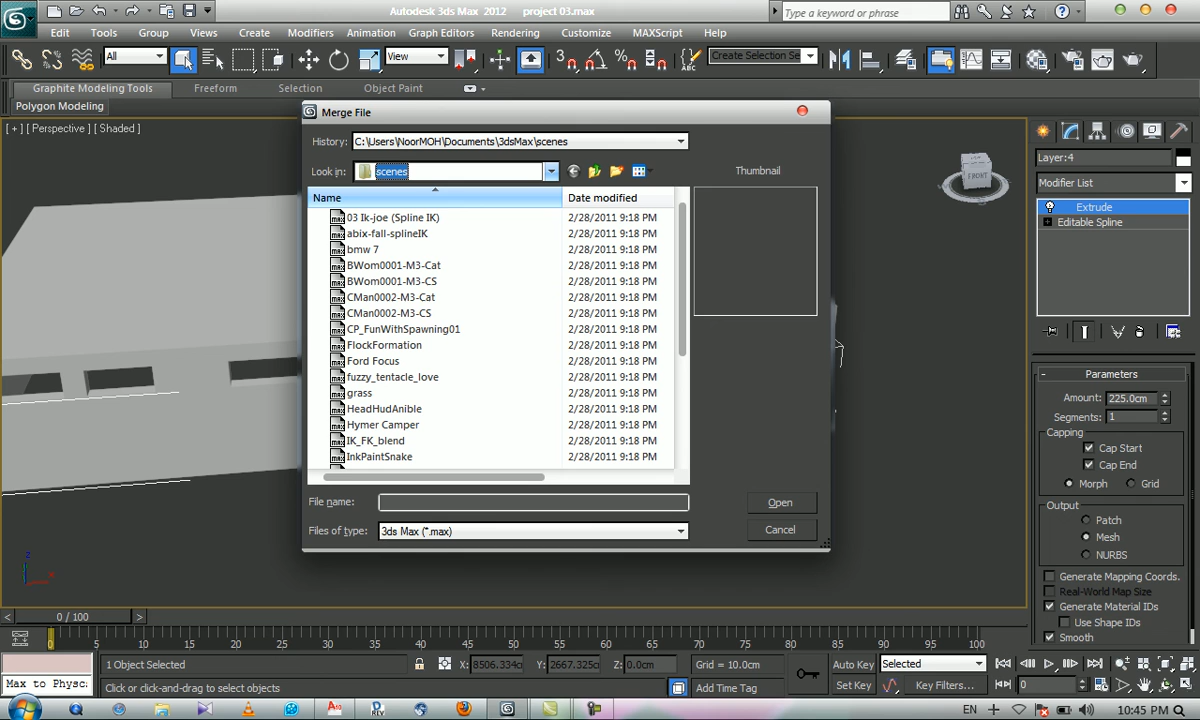 Autodesk 3ds Max 2012 project 03.max
Type a keyword or phrase
Edit Tools Group Views Create Modifiers Animation Graph Editors Rendering Customize MAXScript Help
All View Create Selection Se
Graphite Modeling Tools Freeform Selection Object Paint
Polygon Modeling
[ + ] [ Perspective ] [ Shaded ]
Merge File
History: C:\Users\NoorMOH\Documents\3dsMax\scenes
Look in: scenes
Thumbnail
Name Date modified
03 Ik-joe (Spline IK) 2/28/2011 9:18 PM
abix-fall-splineIK 2/28/2011 9:18 PM
bmw 7 2/28/2011 9:18 PM
BWom0001-M3-Cat 2/28/2011 9:18 PM
BWom0001-M3-CS 2/28/2011 9:18 PM
CMan0002-M3-Cat 2/28/2011 9:18 PM
CMan0002-M3-CS 2/28/2011 9:18 PM
CP_FunWithSpawning01 2/28/2011 9:18 PM
FlockFormation 2/28/2011 9:18 PM
Ford Focus 2/28/2011 9:18 PM
fuzzy_tentacle_love 2/28/2011 9:18 PM
grass 2/28/2011 9:18 PM
HeadHudAnible 2/28/2011 9:18 PM
Hymer Camper 2/28/2011 9:18 PM
IK_FK_blend 2/28/2011 9:18 PM
InkPaintSnake 2/28/2011 9:18 PM
File name: Open
Files of type: 3ds Max (*.max) Cancel
FRONT
Layer:4
Modifier List
Extrude
Editable Spline
- Parameters
Amount: 225.0cm
Segments: 1
Capping
Cap Start
Cap End
Morph Grid
Output
Patch
Mesh
NURBS
Generate Mapping Coords.
Real-World Map Size
Generate Material IDs
Use Shape IDs
Smooth
z
x
< 0 / 100 >
0 5 10 15 20 25 30 35 40 45 50 55 60 65 70 75 80 85 90 95 100
1 Object Selected X: 8506.334c Y: 2667.325c Z: 0.0cm Grid = 10.0cm Auto Key Selected
Max to Physc
Click or click-and-drag to select objects Add Time Tag Set Key Key Filters... 0
EN 10:45 PM